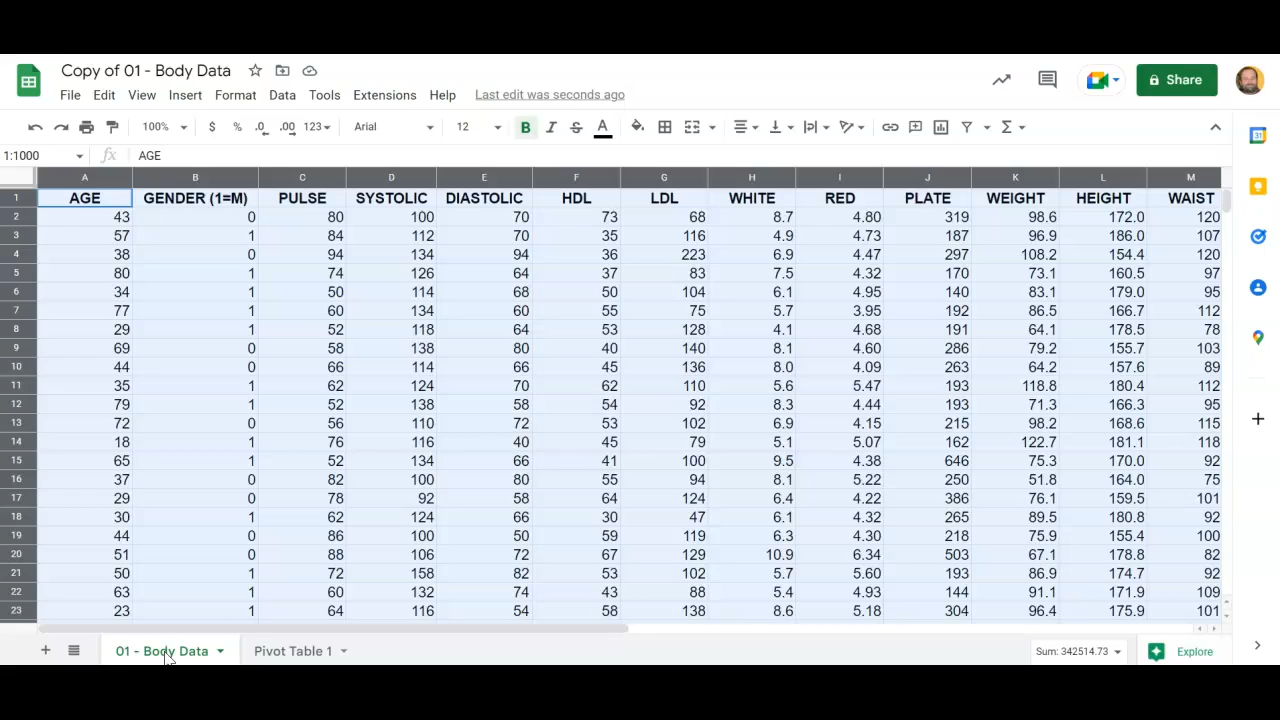 Copy of 01 - Body Data
File Edit View Insert Format Data Tools Extensions Help Last edit was seconds ago
Share
100% $ % .0 .00 123 Arial 12 B I S A
31
1:1000 fx AGE
A B C D E F G H I J K L M
1 AGE GENDER (1=M) PULSE SYSTOLIC DIASTOLIC HDL LDL WHITE RED PLATE WEIGHT HEIGHT WAIST
2 43 0 80 100 70 73 68 8.7 4.80 319 98.6 172.0 120
3 57 1 84 112 70 35 116 4.9 4.73 187 96.9 186.0 107
4 38 0 94 134 94 36 223 6.9 4.47 297 108.2 154.4 120
5 80 1 74 126 64 37 83 7.5 4.32 170 73.1 160.5 97
6 34 1 50 114 68 50 104 6.1 4.95 140 83.1 179.0 95
7 77 1 60 134 60 55 75 5.7 3.95 192 86.5 166.7 112
8 29 1 52 118 64 53 128 4.1 4.68 191 64.1 178.5 78
9 69 0 58 138 80 40 140 8.1 4.60 286 79.2 155.7 103
10 44 0 66 114 66 45 136 8.0 4.09 263 64.2 157.6 89
11 35 1 62 124 70 62 110 5.6 5.47 193 118.8 180.4 112
12 79 1 52 138 58 54 92 8.3 4.44 193 71.3 166.3 95
13 72 0 56 110 72 53 102 6.9 4.15 215 98.2 168.6 115
14 18 1 76 116 40 45 79 5.1 5.07 162 122.7 181.1 118
15 65 1 52 134 66 41 100 9.5 4.38 646 75.3 170.0 92
16 37 0 82 100 80 55 94 8.1 5.22 250 51.8 164.0 75
17 29 0 78 92 58 64 124 6.4 4.22 386 76.1 159.5 101
18 30 1 62 124 66 30 47 6.1 4.32 265 89.5 180.8 92
19 44 0 86 100 50 59 119 6.3 4.30 218 75.9 155.4 100
20 51 0 88 106 72 67 129 10.9 6.34 503 67.1 178.8 82
21 50 1 72 158 82 53 102 5.7 5.60 193 86.9 174.7 92
22 63 1 60 132 74 43 88 5.4 4.93 144 91.1 171.9 109
23 23 1 64 116 54 58 138 8.6 5.18 304 96.4 175.9 101
01 - Body Data Pivot Table 1 Sum: 342514.73 Explore